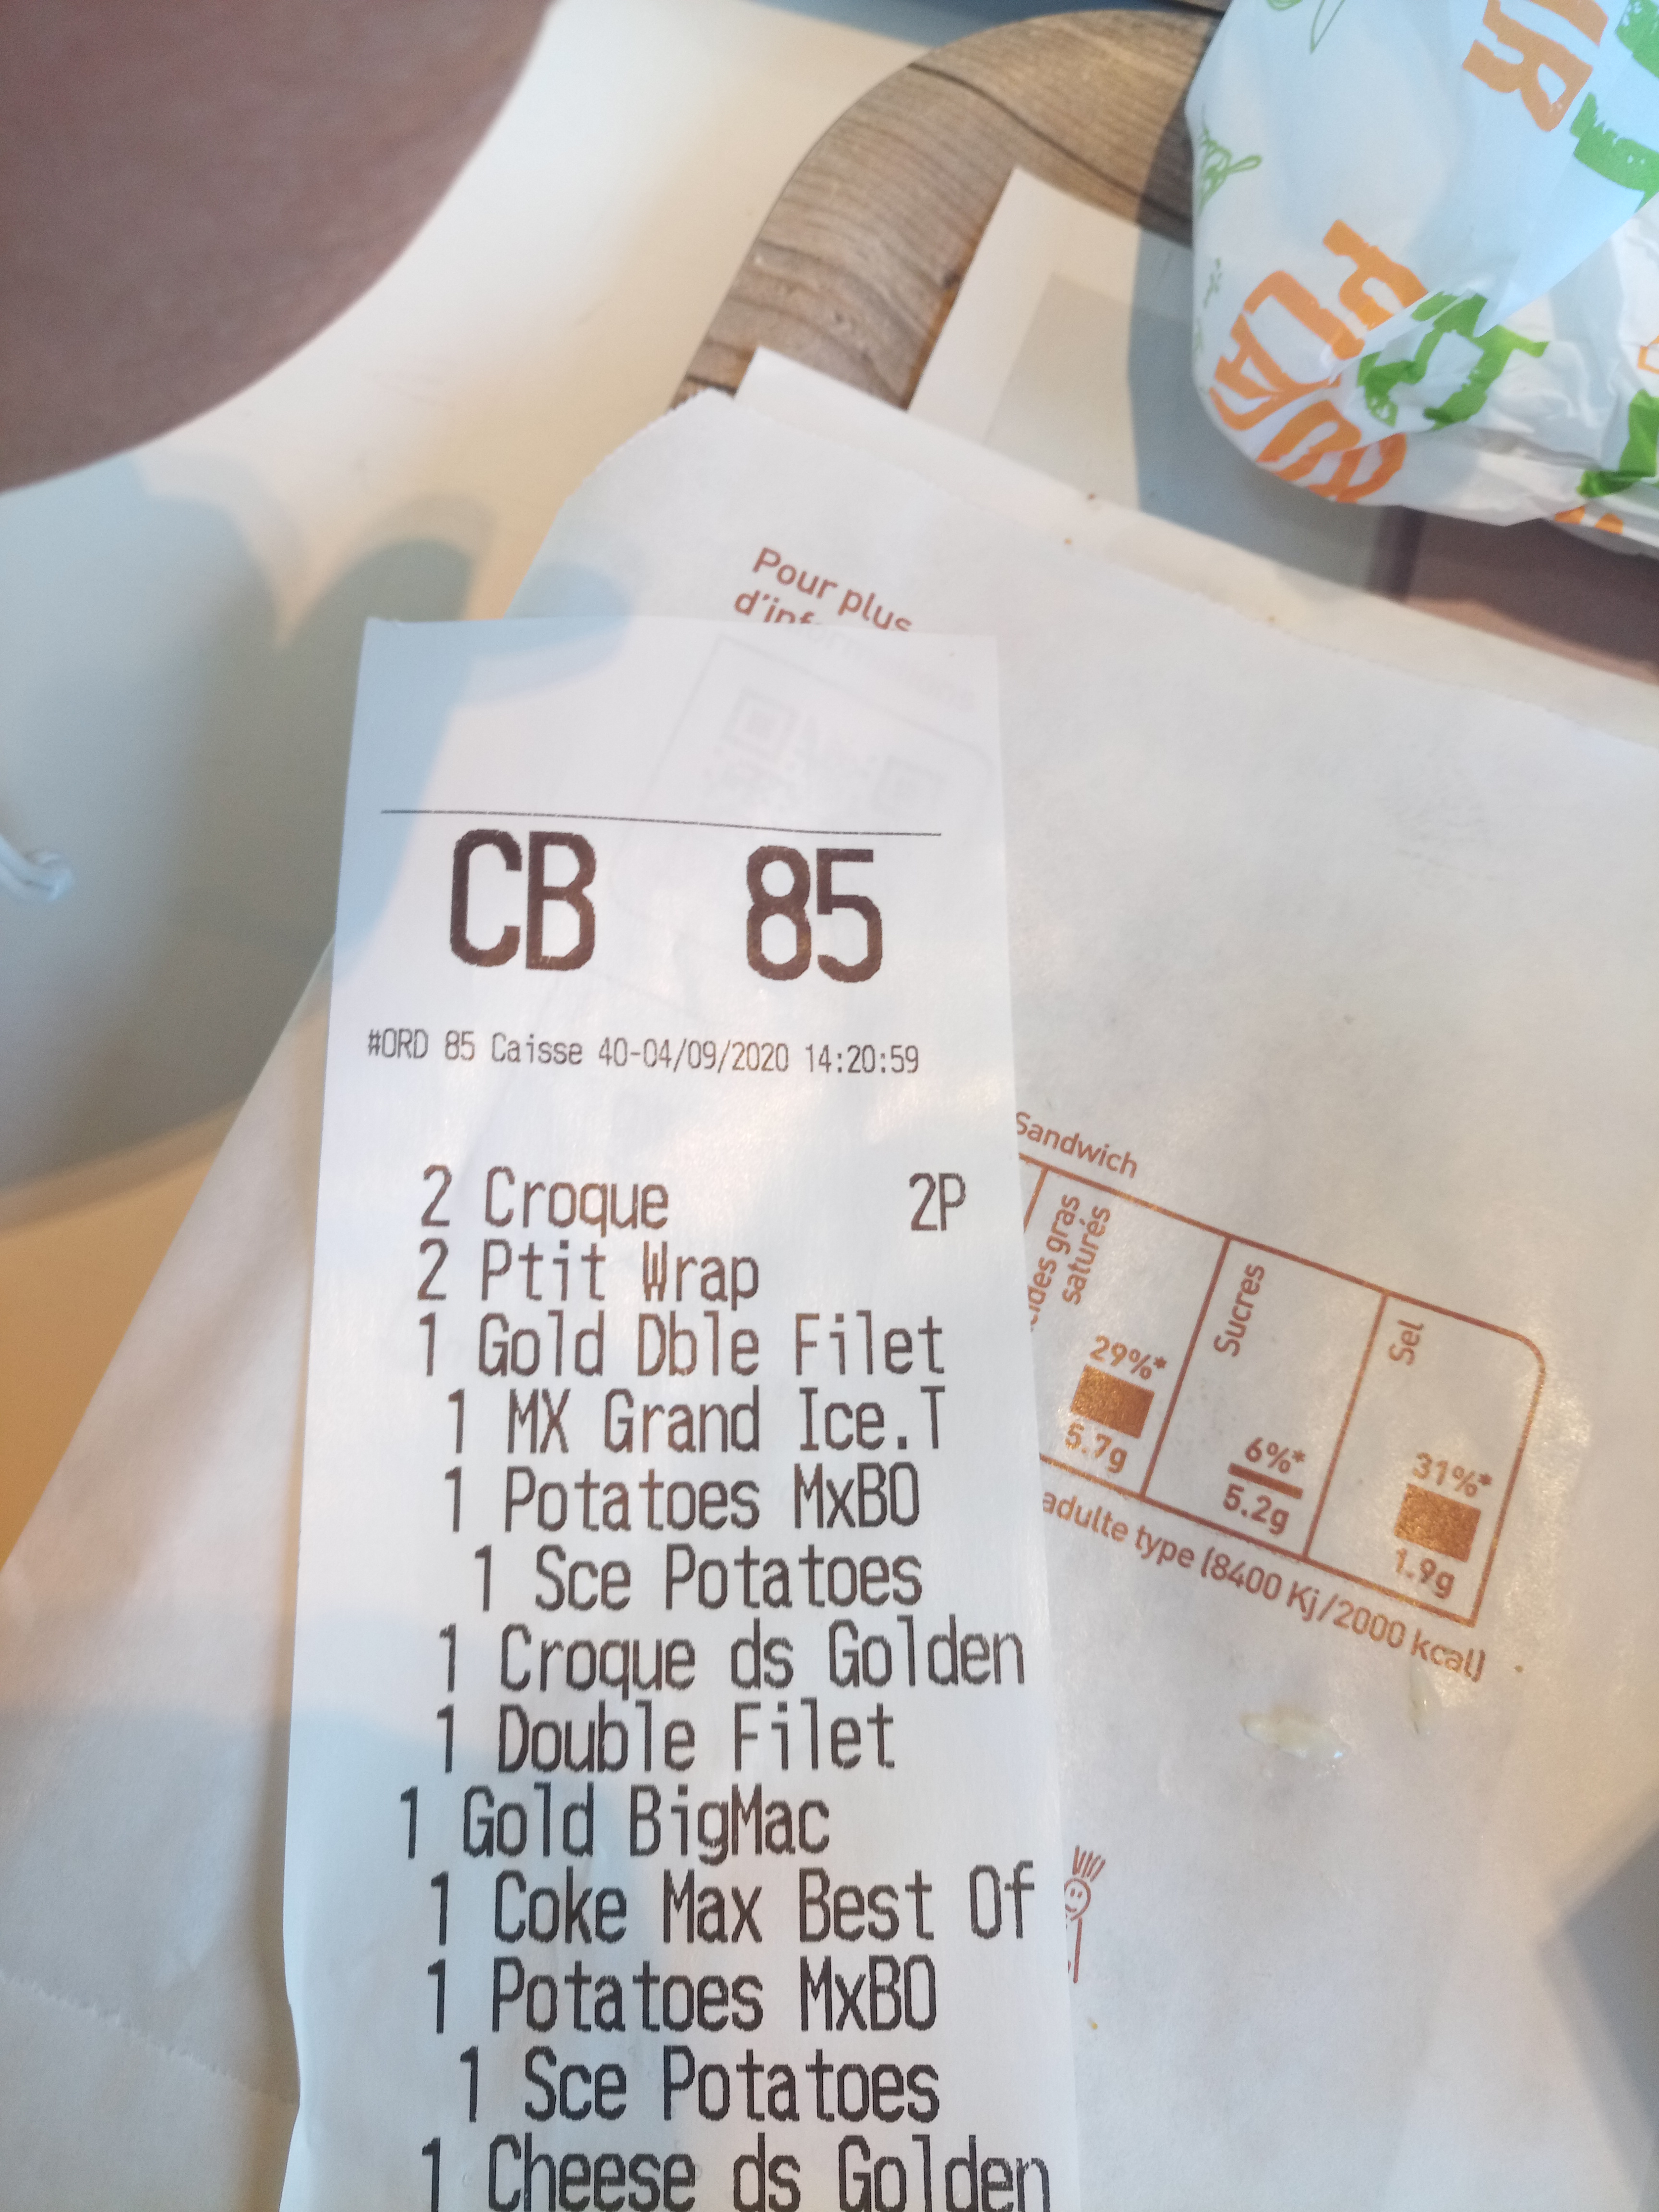 Pour plus
CB 85
#ORD 85 Caisse 40-04/09/2020 14:20:59
2 Croque 2P
2 Ptit Wrap
1 Gold Dble Filet
1 MX Grand Ice.T
1 Potatoes MxBO
1 Sce Potatoes
1 Croque ds Golden
1 Double Filet
1 Gold BigMac
1 Coke Max Best Of
1 Potatoes MxBO
1 Sce Potatoes
1 Cheese ds Golden
Sandwich
gras
saturés
29%*
5.7g
Sucres
6%*
5.2g
Sel
31%*
1.9g
adulte type (8400 Kj/2000 kcal)